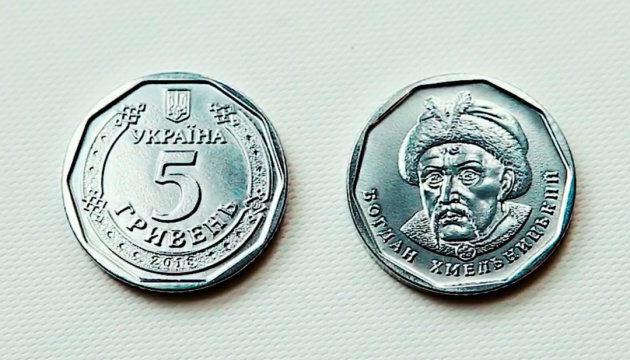 УКРАЇНА
5
ГРИВЕНЬ
2018
БОГДАН ХМЕЛЬНИЦЬКИЙ